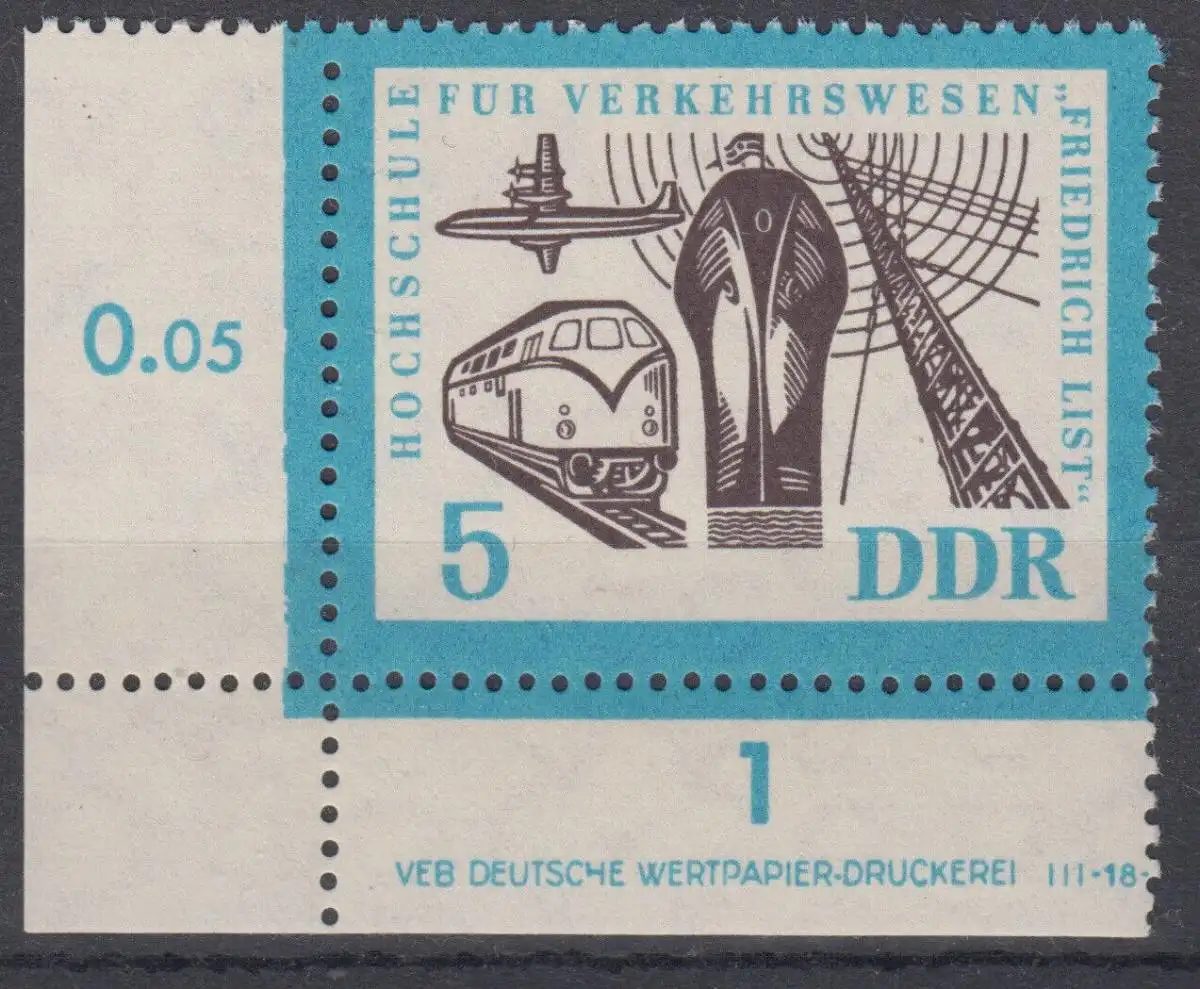 HOCHSCHULE FÜR VERKEHRSWESEN „FRIEDRICH LIST“
0.05
5
DDR
1
VEB DEUTSCHE WERTPAPIER-DRUCKEREI III-18-